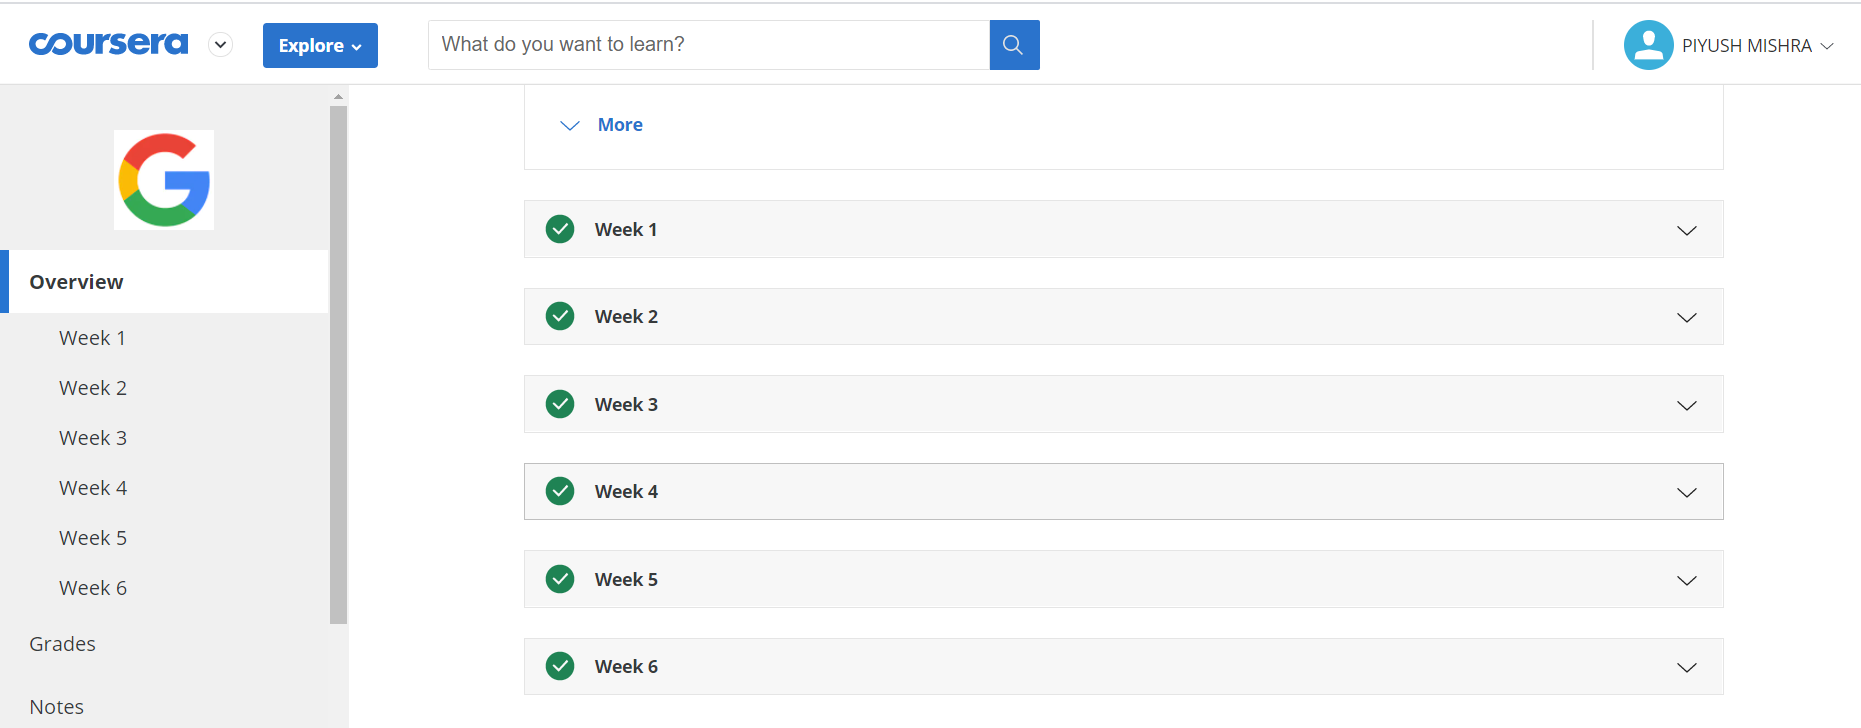 coursera
Explore
What do you want to learn?
PIYUSH MISHRA
Overview
Week 1
Week 2
Week 3
Week 4
Week 5
Week 6
Grades
Notes
More
Week 1
Week 2
Week 3
Week 4
Week 5
Week 6